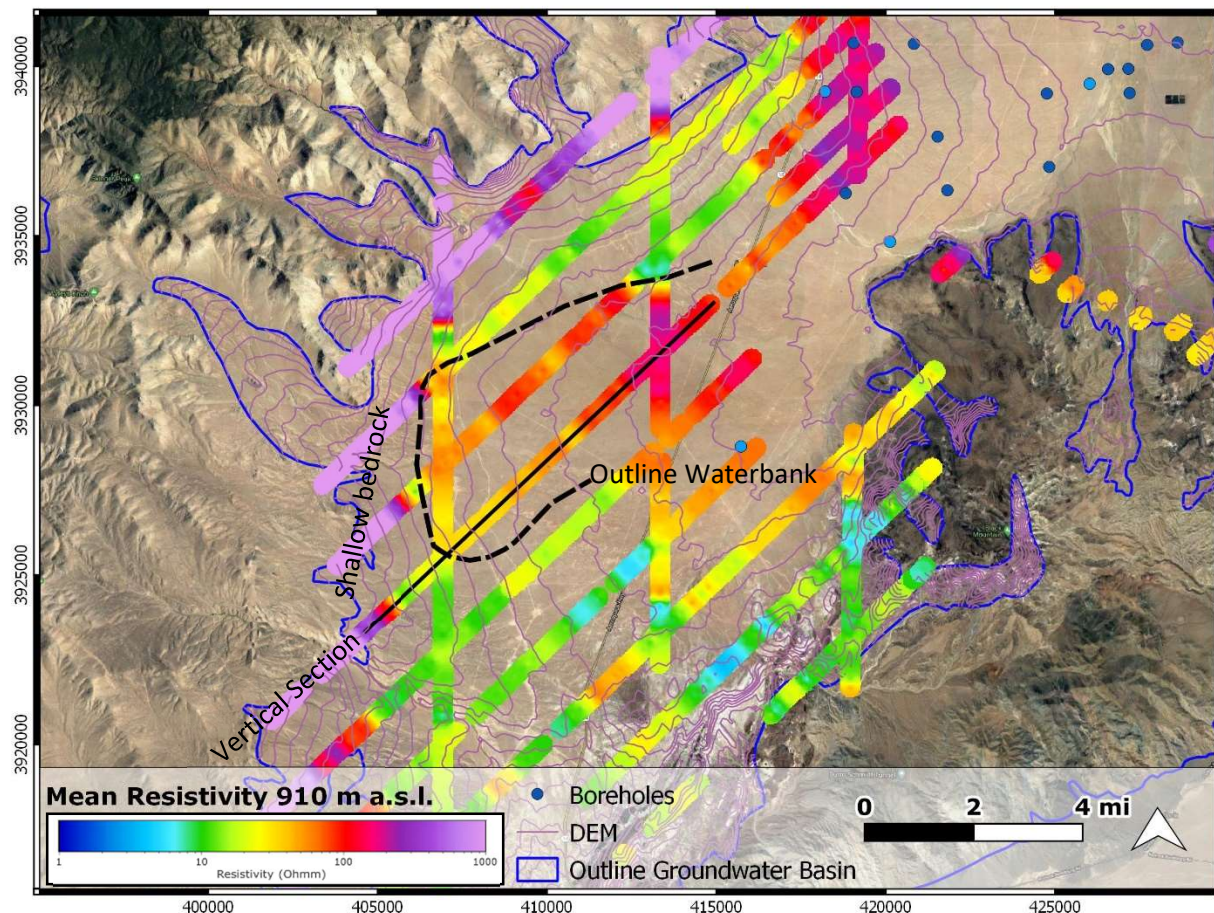 3940000
3935000
3930000
3925000
3920000
Shallow bedrock
Outline Waterbank
Vertical Section
Mean Resistivity 910 m a.s.l.
1 10 100 1000
Resistivity (Ohmm)
Boreholes
DEM
Outline Groundwater Basin
0 2 4 mi
400000 405000 410000 415000 420000 425000